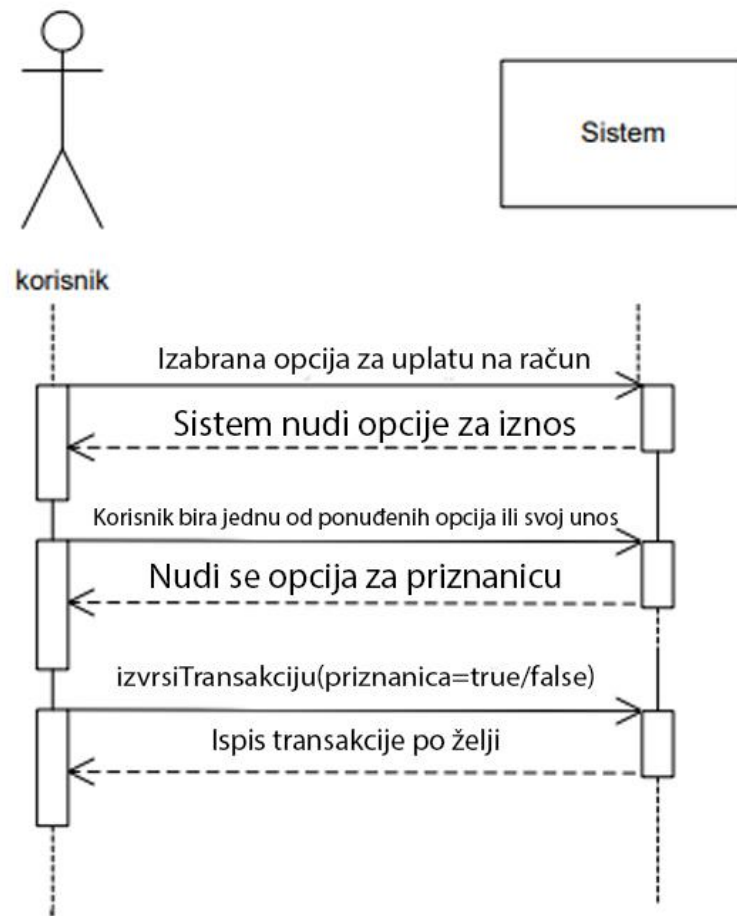 Sistem
korisnik
Izabrana opcija za uplatu na račun
Sistem nudi opcije za iznos
Korisnik bira jednu od ponuđenih opcija ili svoj unos
Nudi se opcija za priznanicu
izvrsiTransakciju(priznanica=true/false)
Ispis transakcije po želji